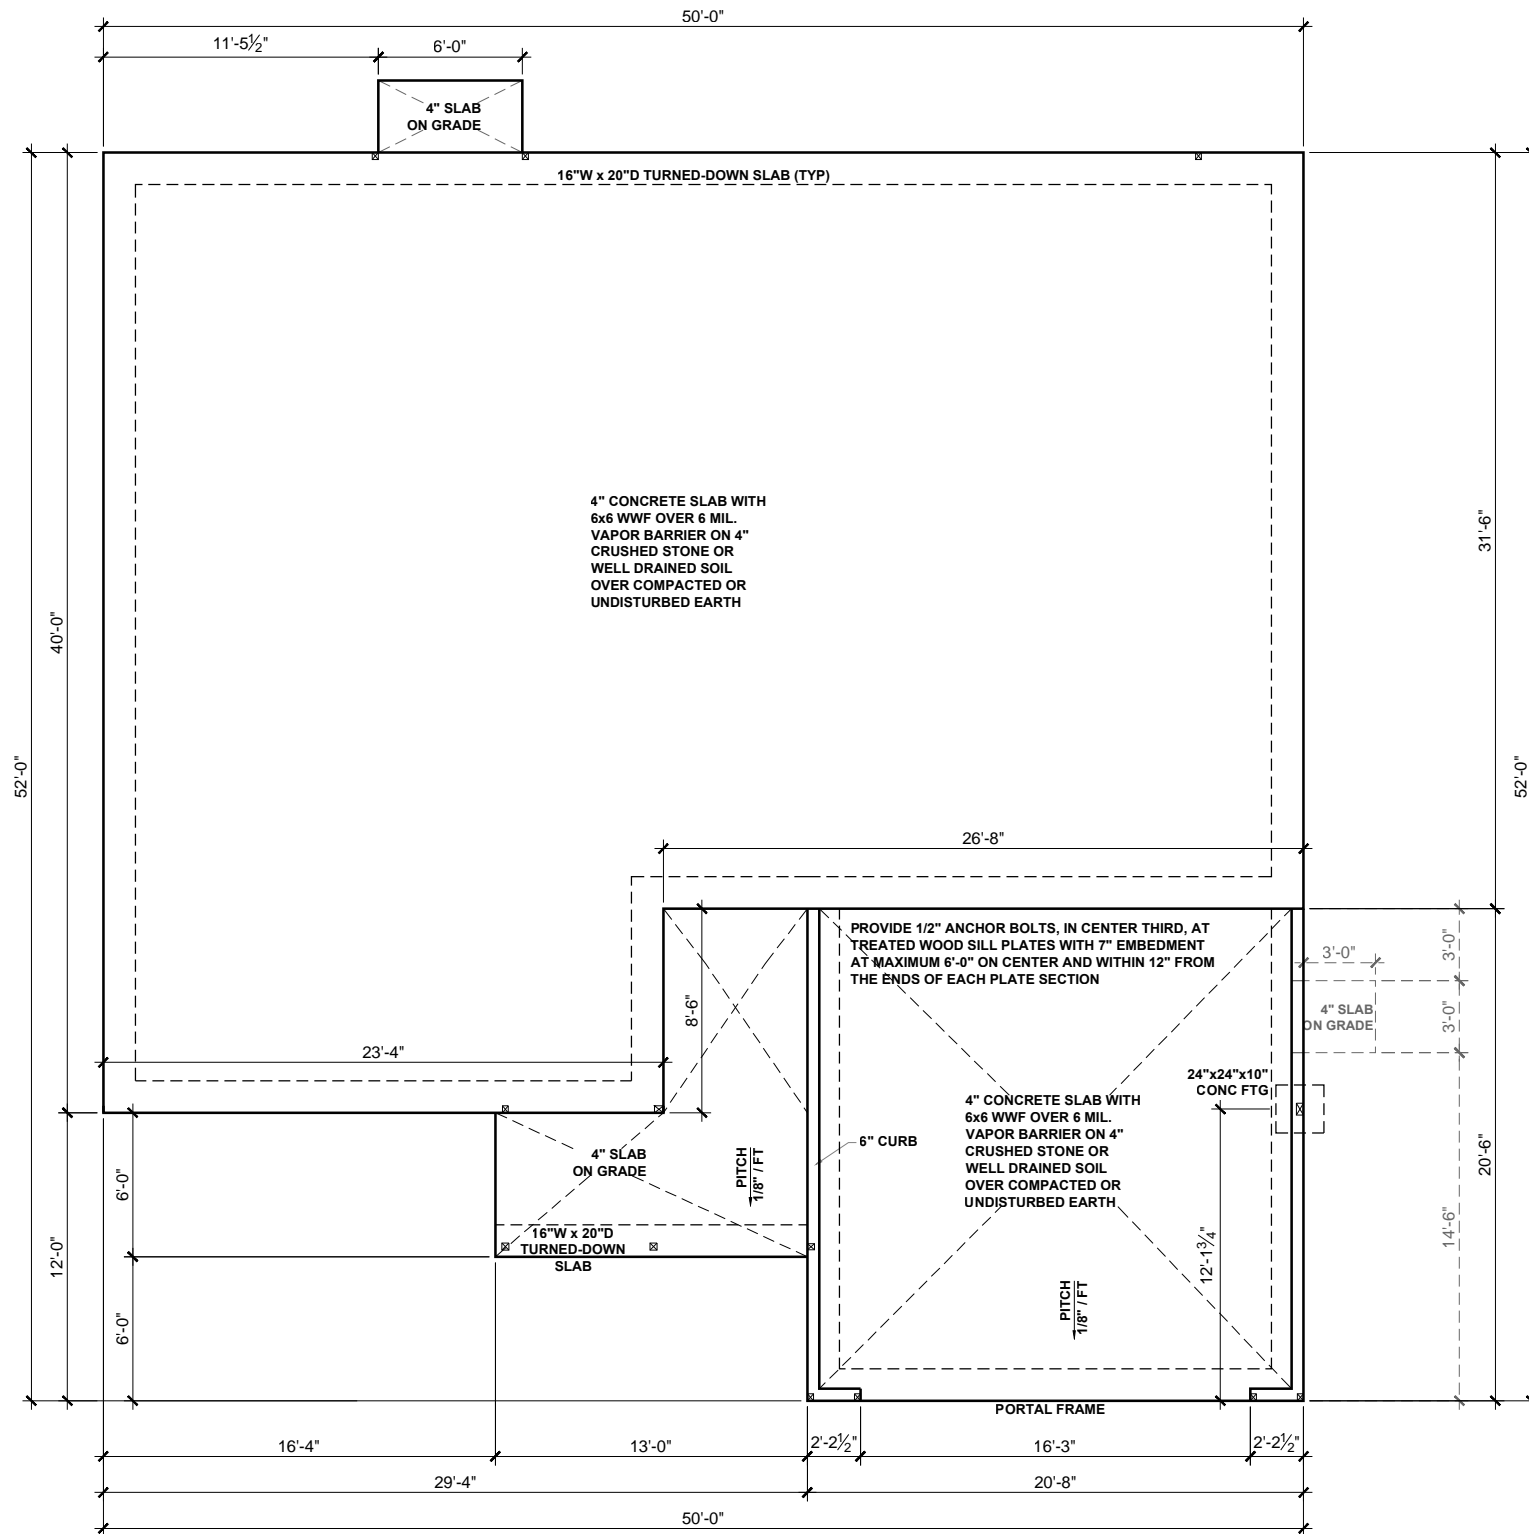 50'-0"
11'-5½"
6'-0"
4" SLAB
ON GRADE
16"W x 20"D TURNED-DOWN SLAB (TYP)
4" CONCRETE SLAB WITH
6x6 WWF OVER 6 MIL.
VAPOR BARRIER ON 4"
CRUSHED STONE OR
WELL DRAINED SOIL
OVER COMPACTED OR
UNDISTURBED EARTH
31'-6"
40'-0"
52'-0"
52'-0"
26'-8"
PROVIDE 1/2" ANCHOR BOLTS, IN CENTER THIRD, AT
TREATED WOOD SILL PLATES WITH 7" EMBEDMENT
AT MAXIMUM 6'-0" ON CENTER AND WITHIN 12" FROM
THE ENDS OF EACH PLATE SECTION
3'-0"
3'-0"
8'-6"
4" SLAB
ON GRADE
3'-0"
23'-4"
24"x24"x10"
CONC FTG
4" CONCRETE SLAB WITH
6x6 WWF OVER 6 MIL.
VAPOR BARRIER ON 4"
CRUSHED STONE OR
WELL DRAINED SOIL
OVER COMPACTED OR
UNDISTURBED EARTH
6" CURB
4" SLAB
ON GRADE
PITCH
1/8" / FT
6'-0"
20'-6"
14'-6"
16"W x 20"D
TURNED-DOWN
SLAB
12'-0"
12'-1¾"
PITCH
1/8" / FT
6'-0"
PORTAL FRAME
16'-4"
13'-0"
2'-2½"
16'-3"
2'-2½"
29'-4"
20'-8"
50'-0"